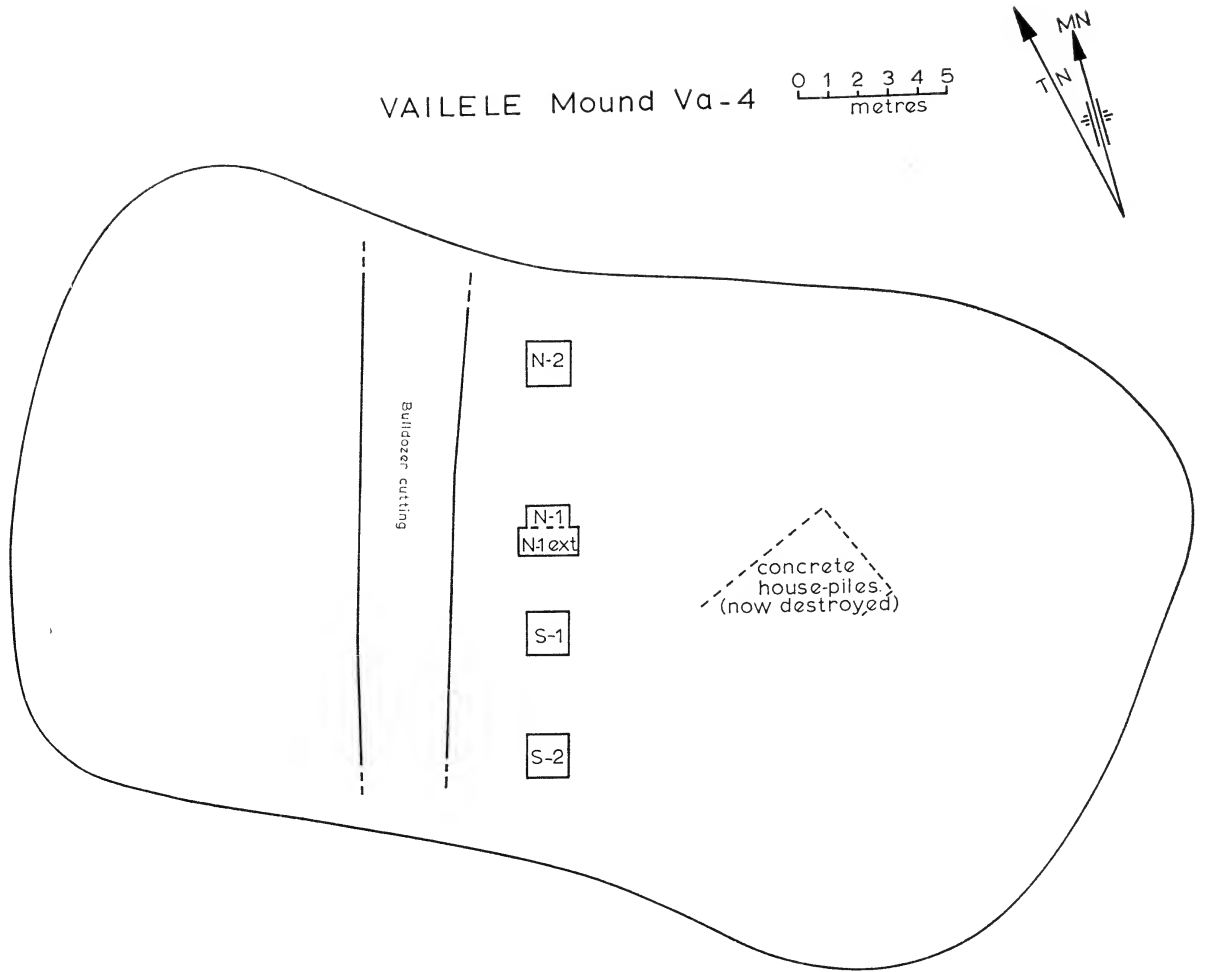 VAILELE Mound Va-4
0 1 2 3 4 5
metres
MN
TN
N-2
Bulldozer cutting
N-1
N-1 ext
S-1
S-2
concrete
house-piles.
(now destroyed)